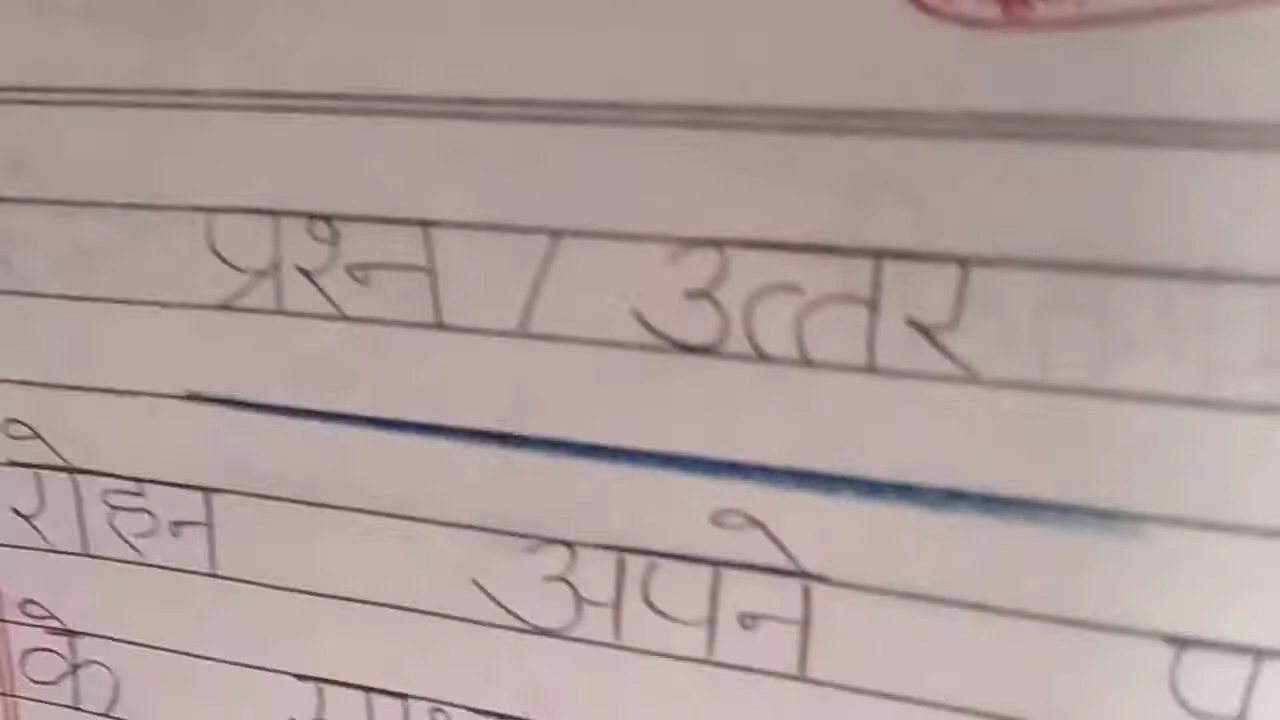 प्रश्न / उत्तर
रोहन अपने
के